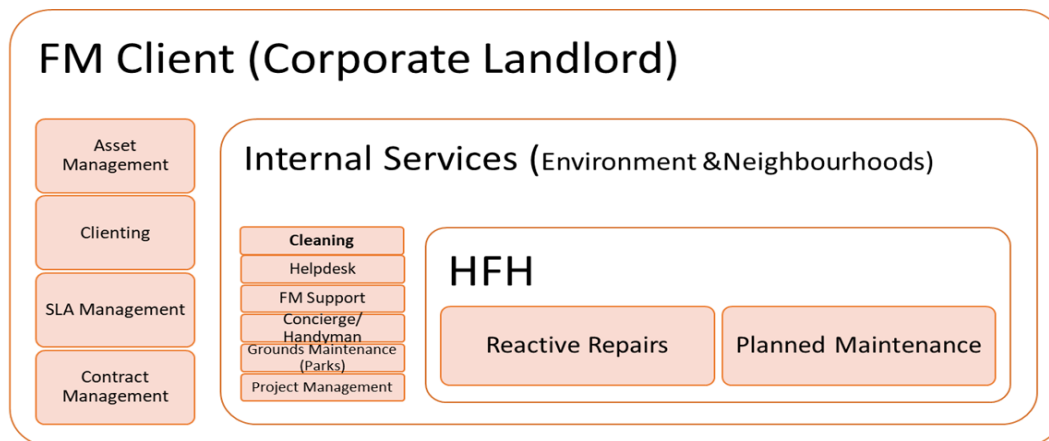 FM Client (Corporate Landlord)
Asset
Management
Clienting
SLA Management
Contract
Management
Internal Services (Environment &Neighbourhoods)
Cleaning
Helpdesk
FM Support
Concierge/
Handyman
Grounds Maintenance
(Parks)
Project Management
HFH
Reactive Repairs
Planned Maintenance